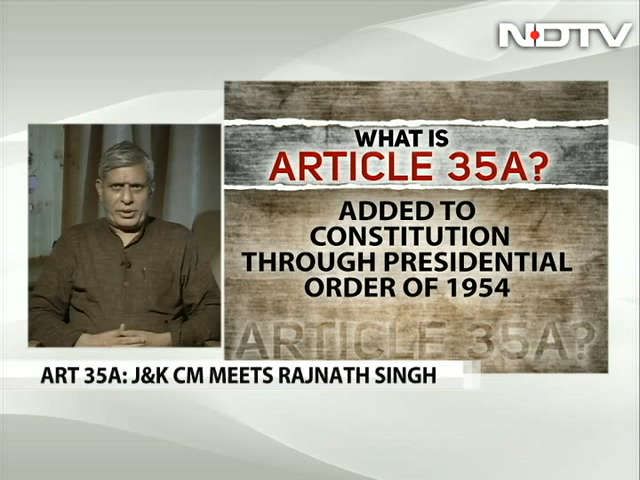 NDTV
WHAT IS
ARTICLE 35A?
ADDED TO
CONSTITUTION
THROUGH PRESIDENTIAL
ORDER OF 1954
ARTICLE 35A?
ART 35A: J&K CM MEETS RAJNATH SINGH